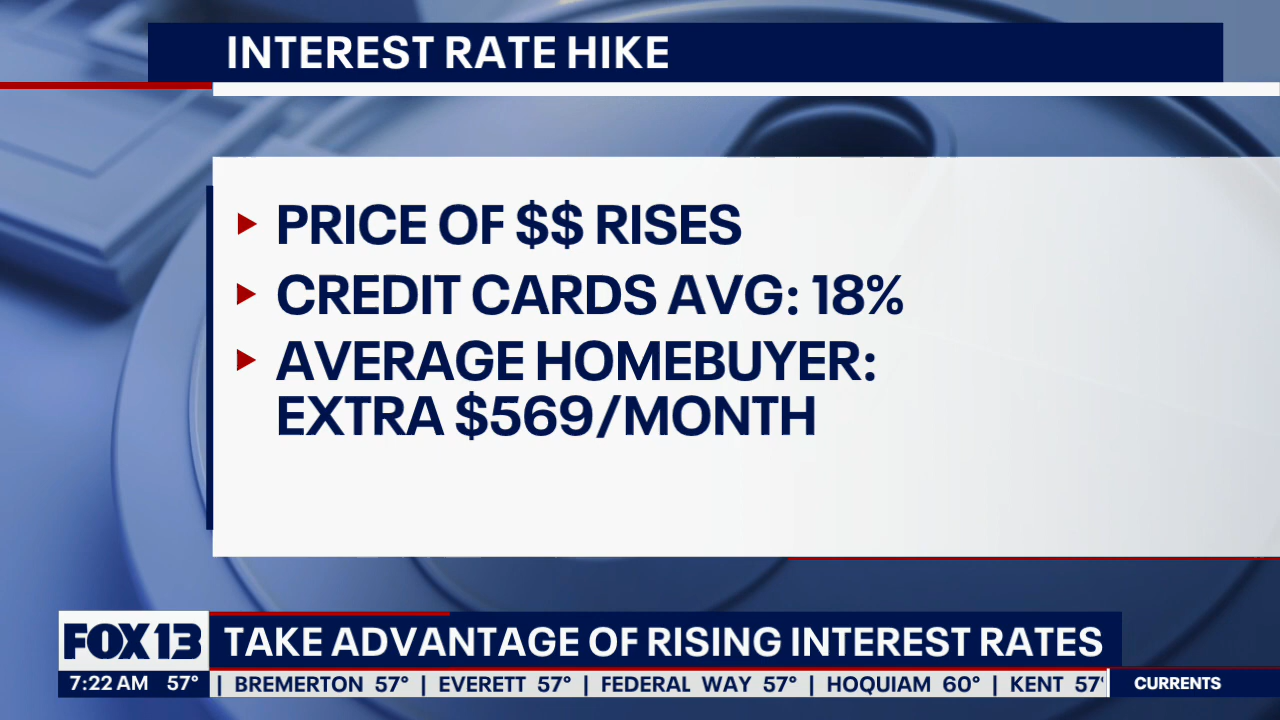 INTEREST RATE HIKE
PRICE OF $$ RISES
CREDIT CARDS AVG: 18%
AVERAGE HOMEBUYER:
EXTRA $569/MONTH
FOX 13 TAKE ADVANTAGE OF RISING INTEREST RATES
7:22 AM 57° | BREMERTON 57° | EVERETT 57° | FEDERAL WAY 57° | HOQUIAM 60° | KENT 57° CURRENTS